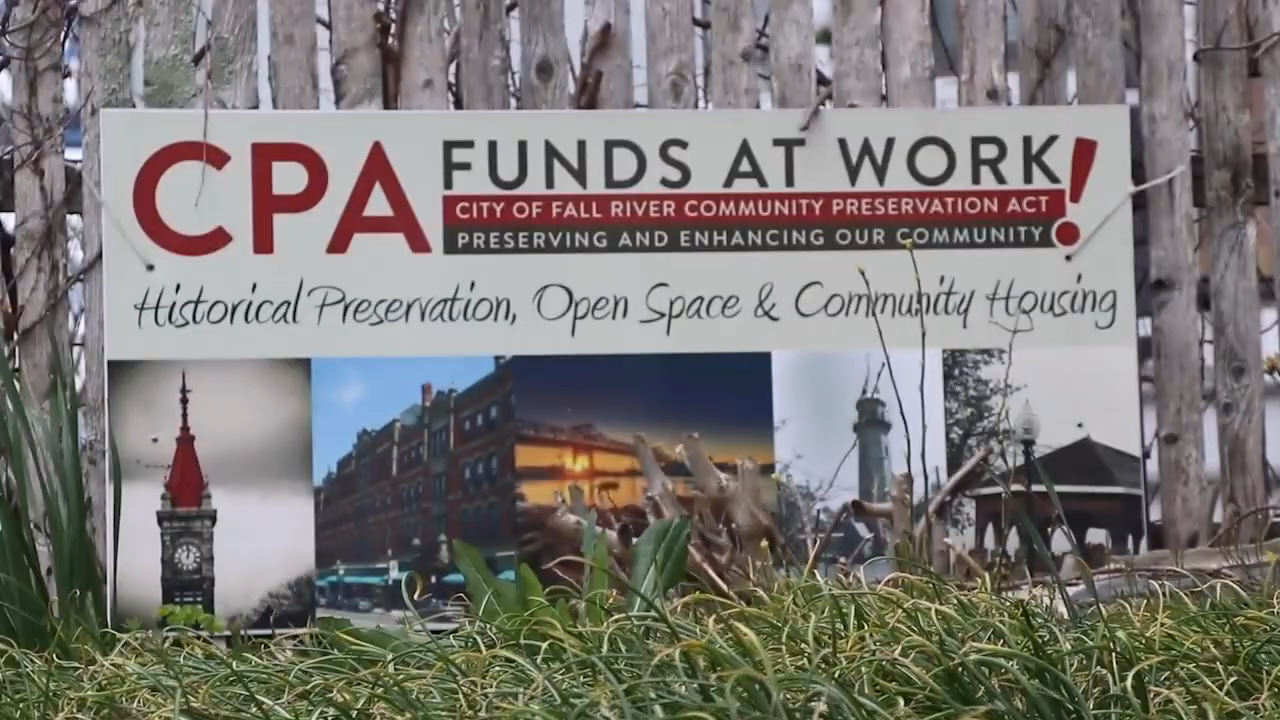 CPA FUNDS AT WORK!
CITY OF FALL RIVER COMMUNITY PRESERVATION ACT
PRESERVING AND ENHANCING OUR COMMUNITY
Historical Preservation, Open Space & Community Housing